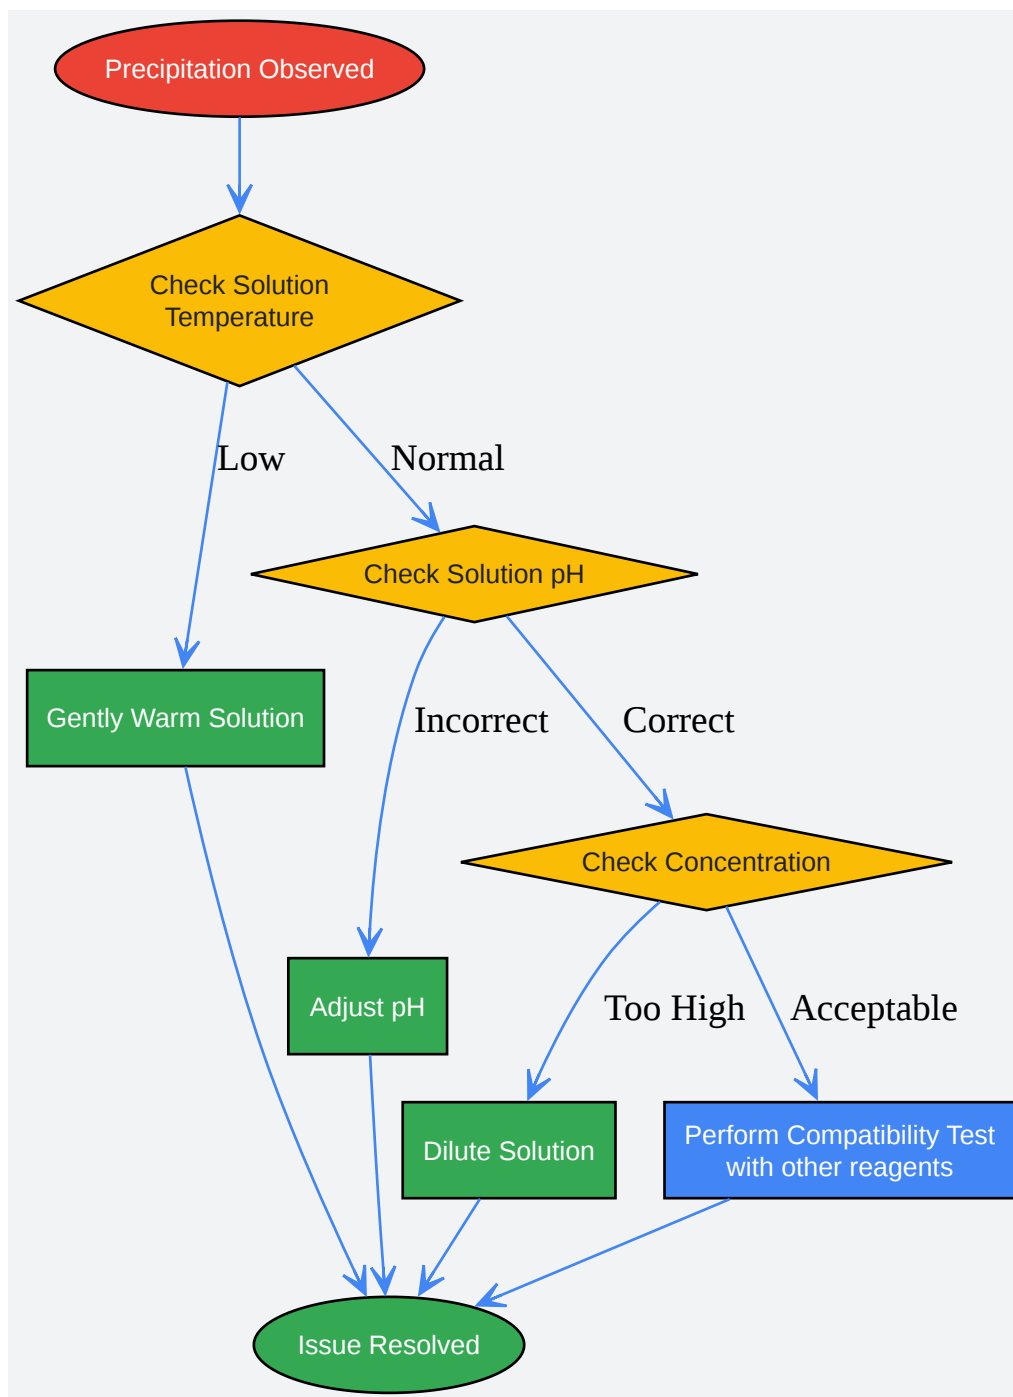 Precipitation Observed
Check Solution
Temperature
Low
Normal
Check Solution pH
Gently Warm Solution
Incorrect
Correct
Check Concentration
Adjust pH
Too High
Acceptable
Dilute Solution
Perform Compatibility Test
with other reagents
Issue Resolved